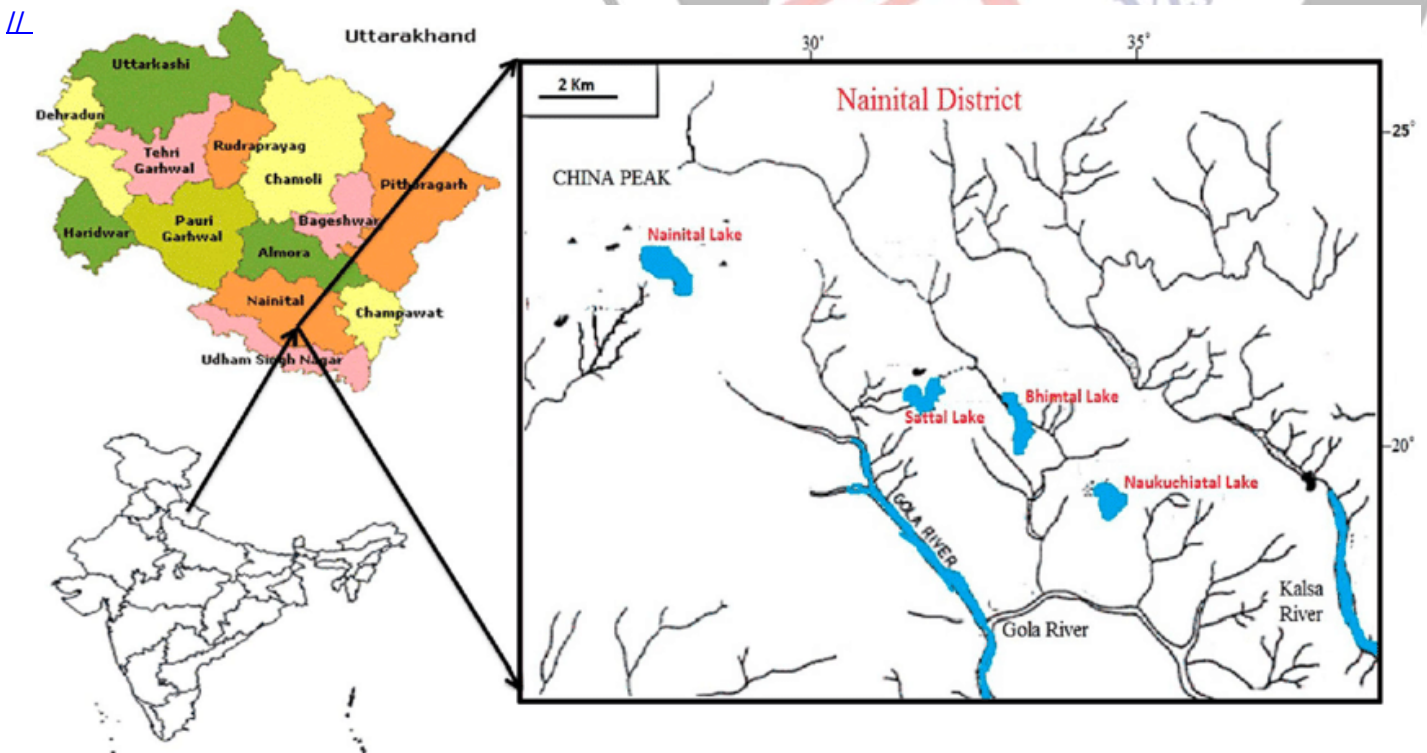 //
Uttarakhand
Uttarkashi
Dehradun
Tehri
Garhwal
Rudraprayag
Chamoli
Pithoragarh
Haridwar
Pauri
Garhwal
Bageshwar
Almora
Nainital
Champawat
Udham Singh Nagar
30°
35°
2 Km
Nainital District
25°
CHINA PEAK
Nainital Lake
Sattal Lake
Bhimtal Lake
20°
Naukuchiatal Lake
GOLA RIVER
Gola River
Kalsa
River